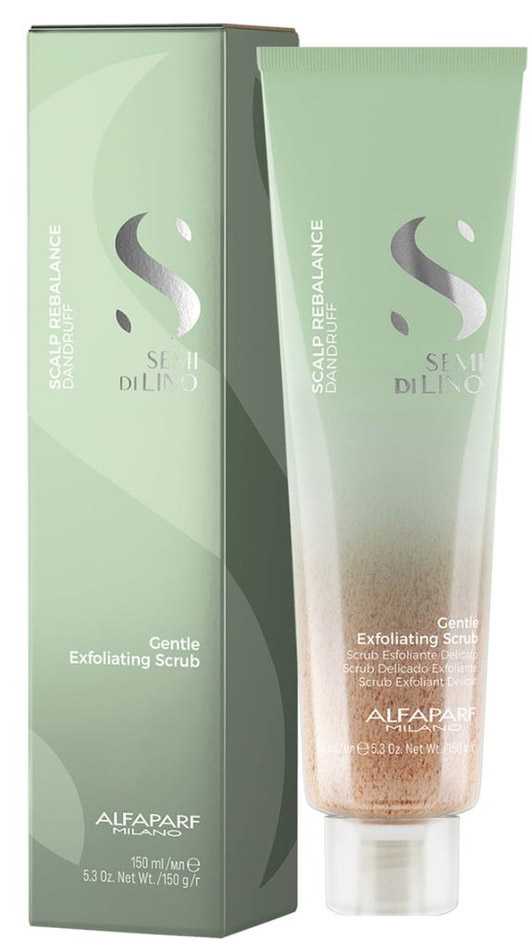 SCALP REBALANCE
DANDRUFF
SEMI
DI LINO
Gentle
Exfoliating Scrub
ALFAPARF
MILANO
150 ml/мл e
5.3 Oz. Net Wt./150 g/г
SCALP REBALANCE
DANDRUFF
SEMI
DI LINO
Gentle
Exfoliating Scrub
Scrub Esfoliante Delicato
Scrub Delicado Exfoliante
Scrub Exfoliant Délicat
ALFAPARF
MILANO
5.3 Oz. Net Wt./150